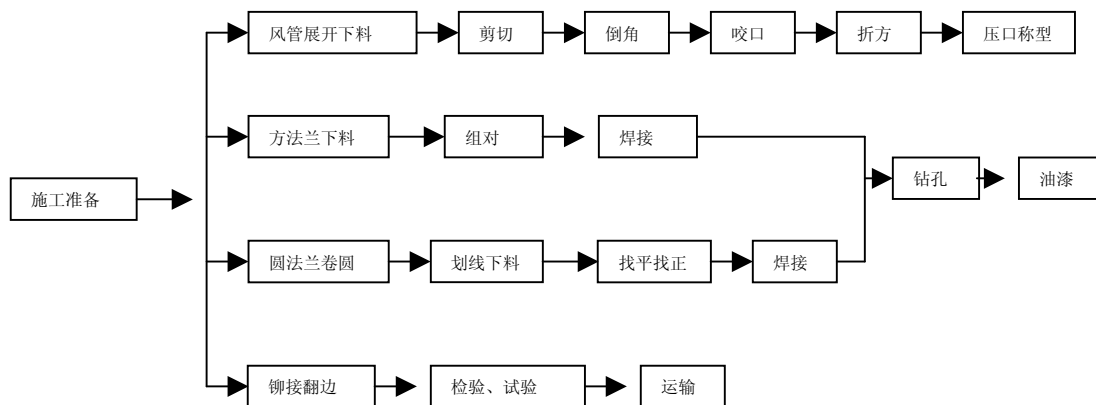 风管展开下料
剪切
倒角
咬口
折方
压口称型
方法兰下料
组对
焊接
钻孔
油漆
施工准备
圆法兰卷圆
划线下料
找平找正
焊接
铆接翻边
检验、试验
运输